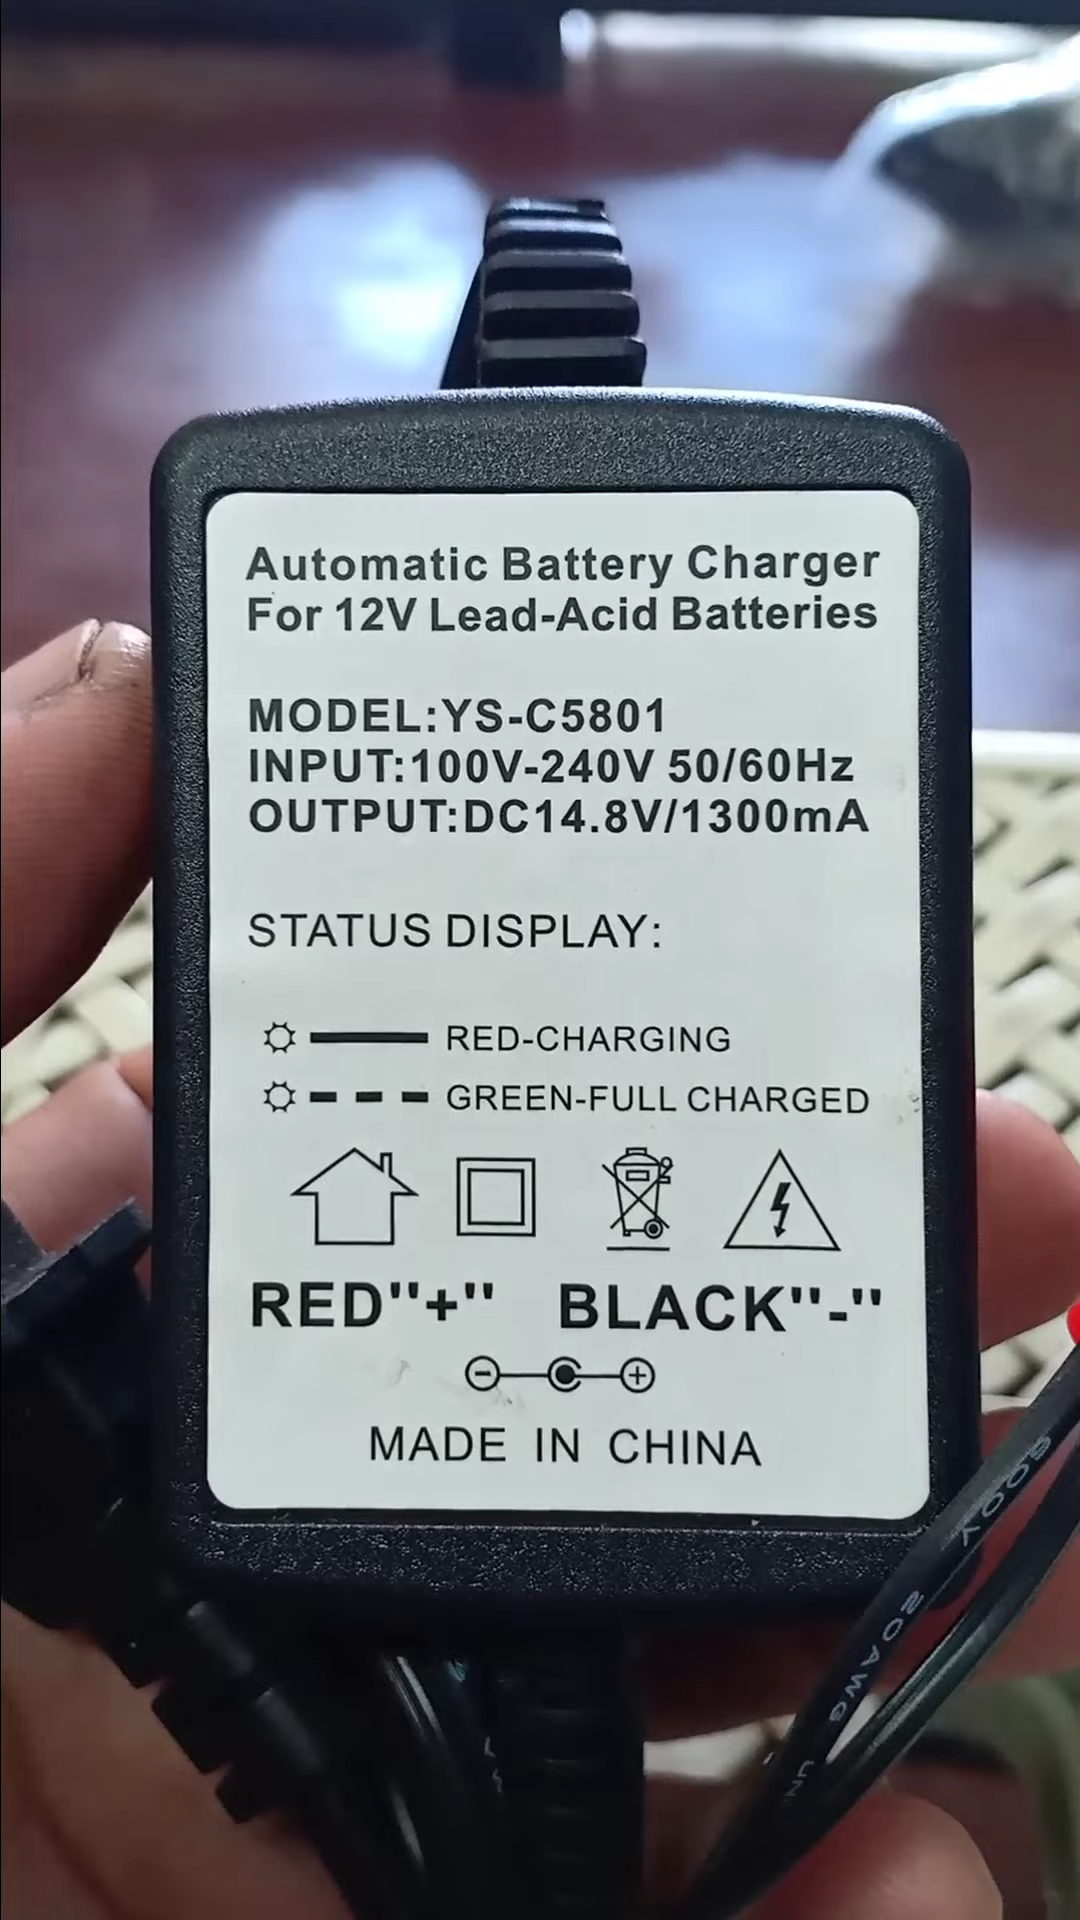 Automatic Battery Charger
For 12V Lead-Acid Batteries
MODEL:YS-C5801
INPUT:100V-240V 50/60Hz
OUTPUT:DC14.8V/1300mA
STATUS DISPLAY:
RED-CHARGING
GREEN-FULL CHARGED
RED"+" BLACK"-"
MADE IN CHINA
20AWG